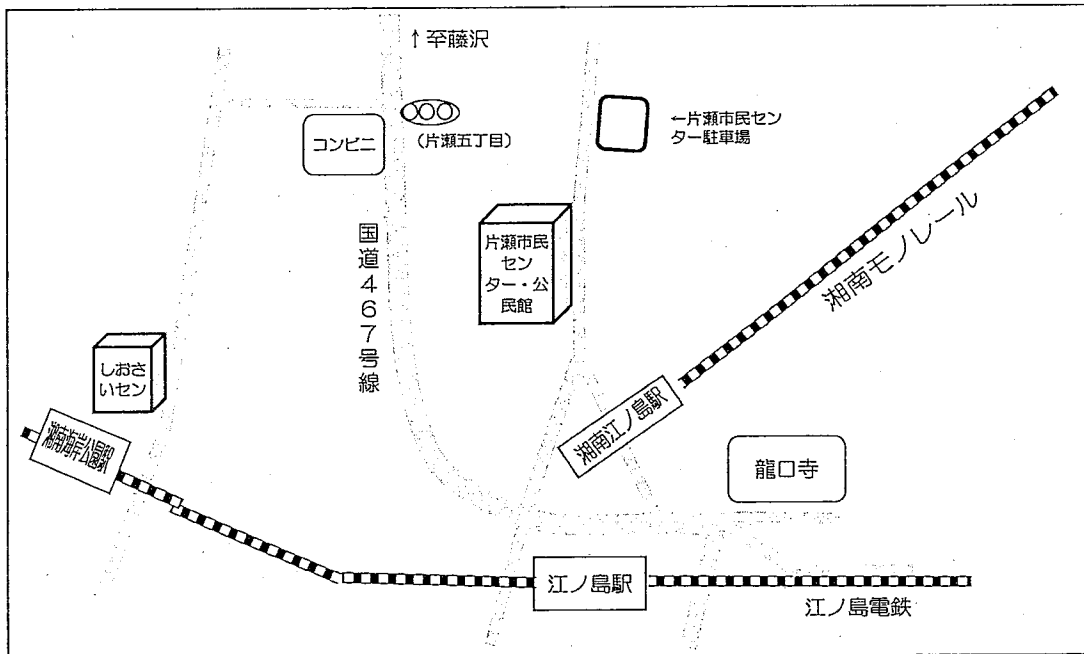 ↑至藤沢
コンビニ
(片瀬五丁目)
←片瀬市民セン
ター駐車場
国道467号線
片瀬市民
セン
ター・公
民館
湘南モノレール
しおさ
いセン
湘南海岸公園駅
湘南江ノ島駅
龍口寺
江ノ島駅
江ノ島電鉄